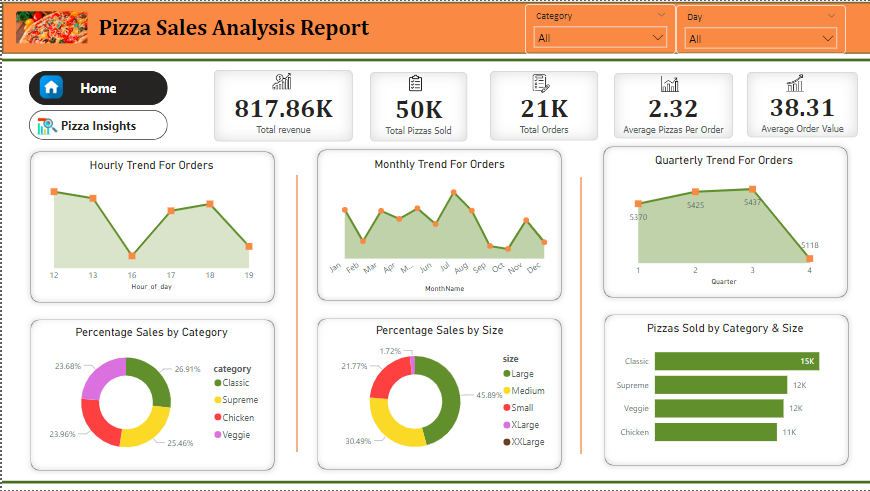 Pizza Sales Analysis Report
Category
All
Day
All
Home
Pizza Insights
817.86K
Total revenue
50K
Total Pizzas Sold
21K
Total Orders
2.32
Average Pizzas Per Order
38.31
Average Order Value
Hourly Trend For Orders
12 13 16 17 18 19
Hour of day
Monthly Trend For Orders
Jan Feb Mar Apr M... Jun Jul Aug Sep Oct Nov Dec
MonthName
Quarterly Trend For Orders
5370 5425 5437 5118
1 2 3 4
Quarter
Percentage Sales by Category
23.68%
26.91%
23.96%
25.46%
category
Classic
Supreme
Chicken
Veggie
Percentage Sales by Size
1.72%
21.77%
45.89%
30.49%
size
Large
Medium
Small
XLarge
XXLarge
Pizzas Sold by Category & Size
Classic 15K
Supreme 12K
Veggie 12K
Chicken 11K